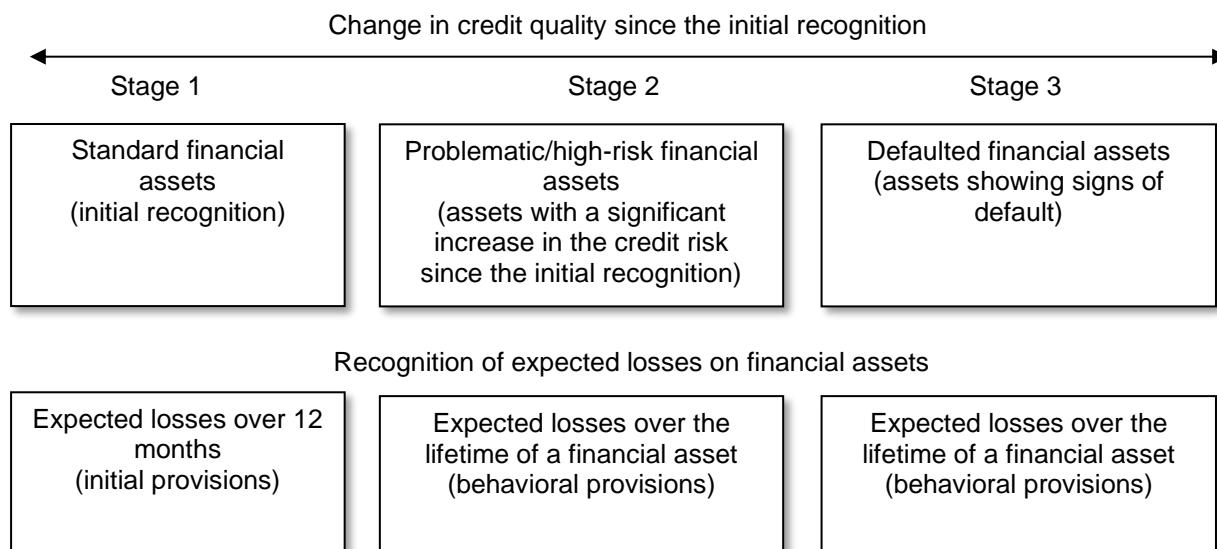 Change in credit quality since the initial recognition
Stage 1
Stage 2
Stage 3
Standard financial
assets
(initial recognition)
Problematic/high-risk financial
assets
(assets with a significant
increase in the credit risk
since the initial recognition)
Defaulted financial assets
(assets showing signs of
default)
Recognition of expected losses on financial assets
Expected losses over 12
months
(initial provisions)
Expected losses over the
lifetime of a financial asset
(behavioral provisions)
Expected losses over the
lifetime of a financial asset
(behavioral provisions)